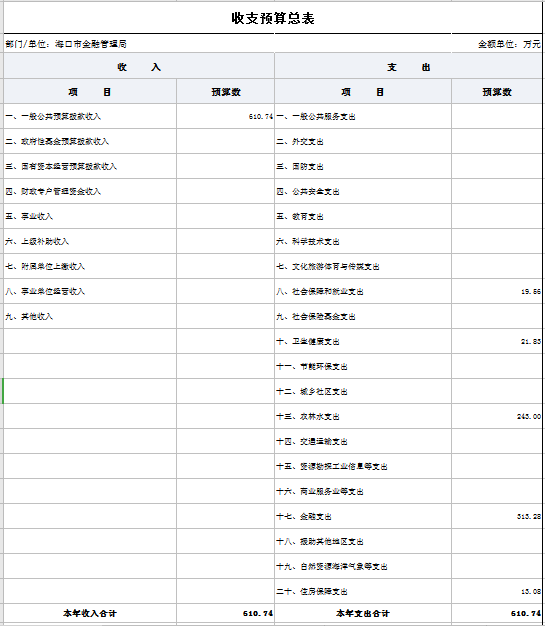 收支预算总表
部门/单位：海口市金融管理局 金额单位：万元
收 入 支 出
项 目 预算数 项 目 预算数
一、一般公共预算拨款收入 610.74 一、一般公共服务支出
二、政府性基金预算拨款收入 二、外交支出
三、国有资本经营预算拨款收入 三、国防支出
四、财政专户管理资金收入 四、公共安全支出
五、事业收入 五、教育支出
六、上级补助收入 六、科学技术支出
七、附属单位上缴收入 七、文化旅游体育与传媒支出
八、事业单位经营收入 八、社会保障和就业支出 19.56
九、其他收入 九、社会保险基金支出
十、卫生健康支出 21.83
十一、节能环保支出
十二、城乡社区支出
十三、农林水支出 243.00
十四、交通运输支出
十五、资源勘探工业信息等支出
十六、商业服务业等支出
十七、金融支出 313.28
十八、援助其他地区支出
十九、自然资源海洋气象等支出
二十、住房保障支出 13.08
本年收入合计 610.74 本年支出合计 610.74